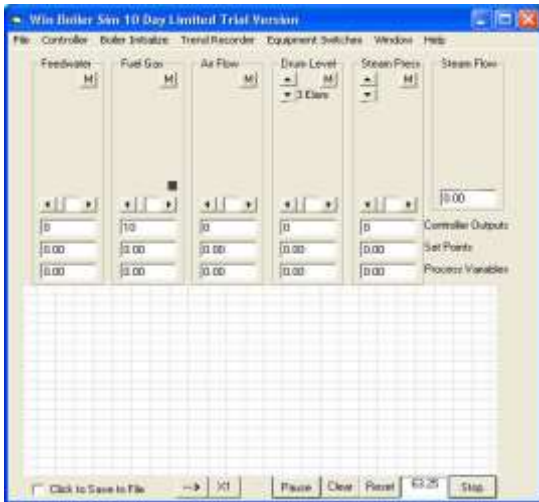 Win Boiler Sim 10 Day Limited Trial Version
File Controller Boiler Initialize Trend Recorder Equipment Switches Window Help
Feedwater Fuel Gas Air Flow Drum Level Steam Press Steam Flow
M M M M M
3 Elem
0.00
0 10 0 0 0 Controller Outputs
0.00 0.00 0.00 0.00 0.00 Set Points
0.00 0.00 0.00 0.00 0.00 Process Variables
Click to Save to File --> X1 Pause Clear Reset 63.25 Stop